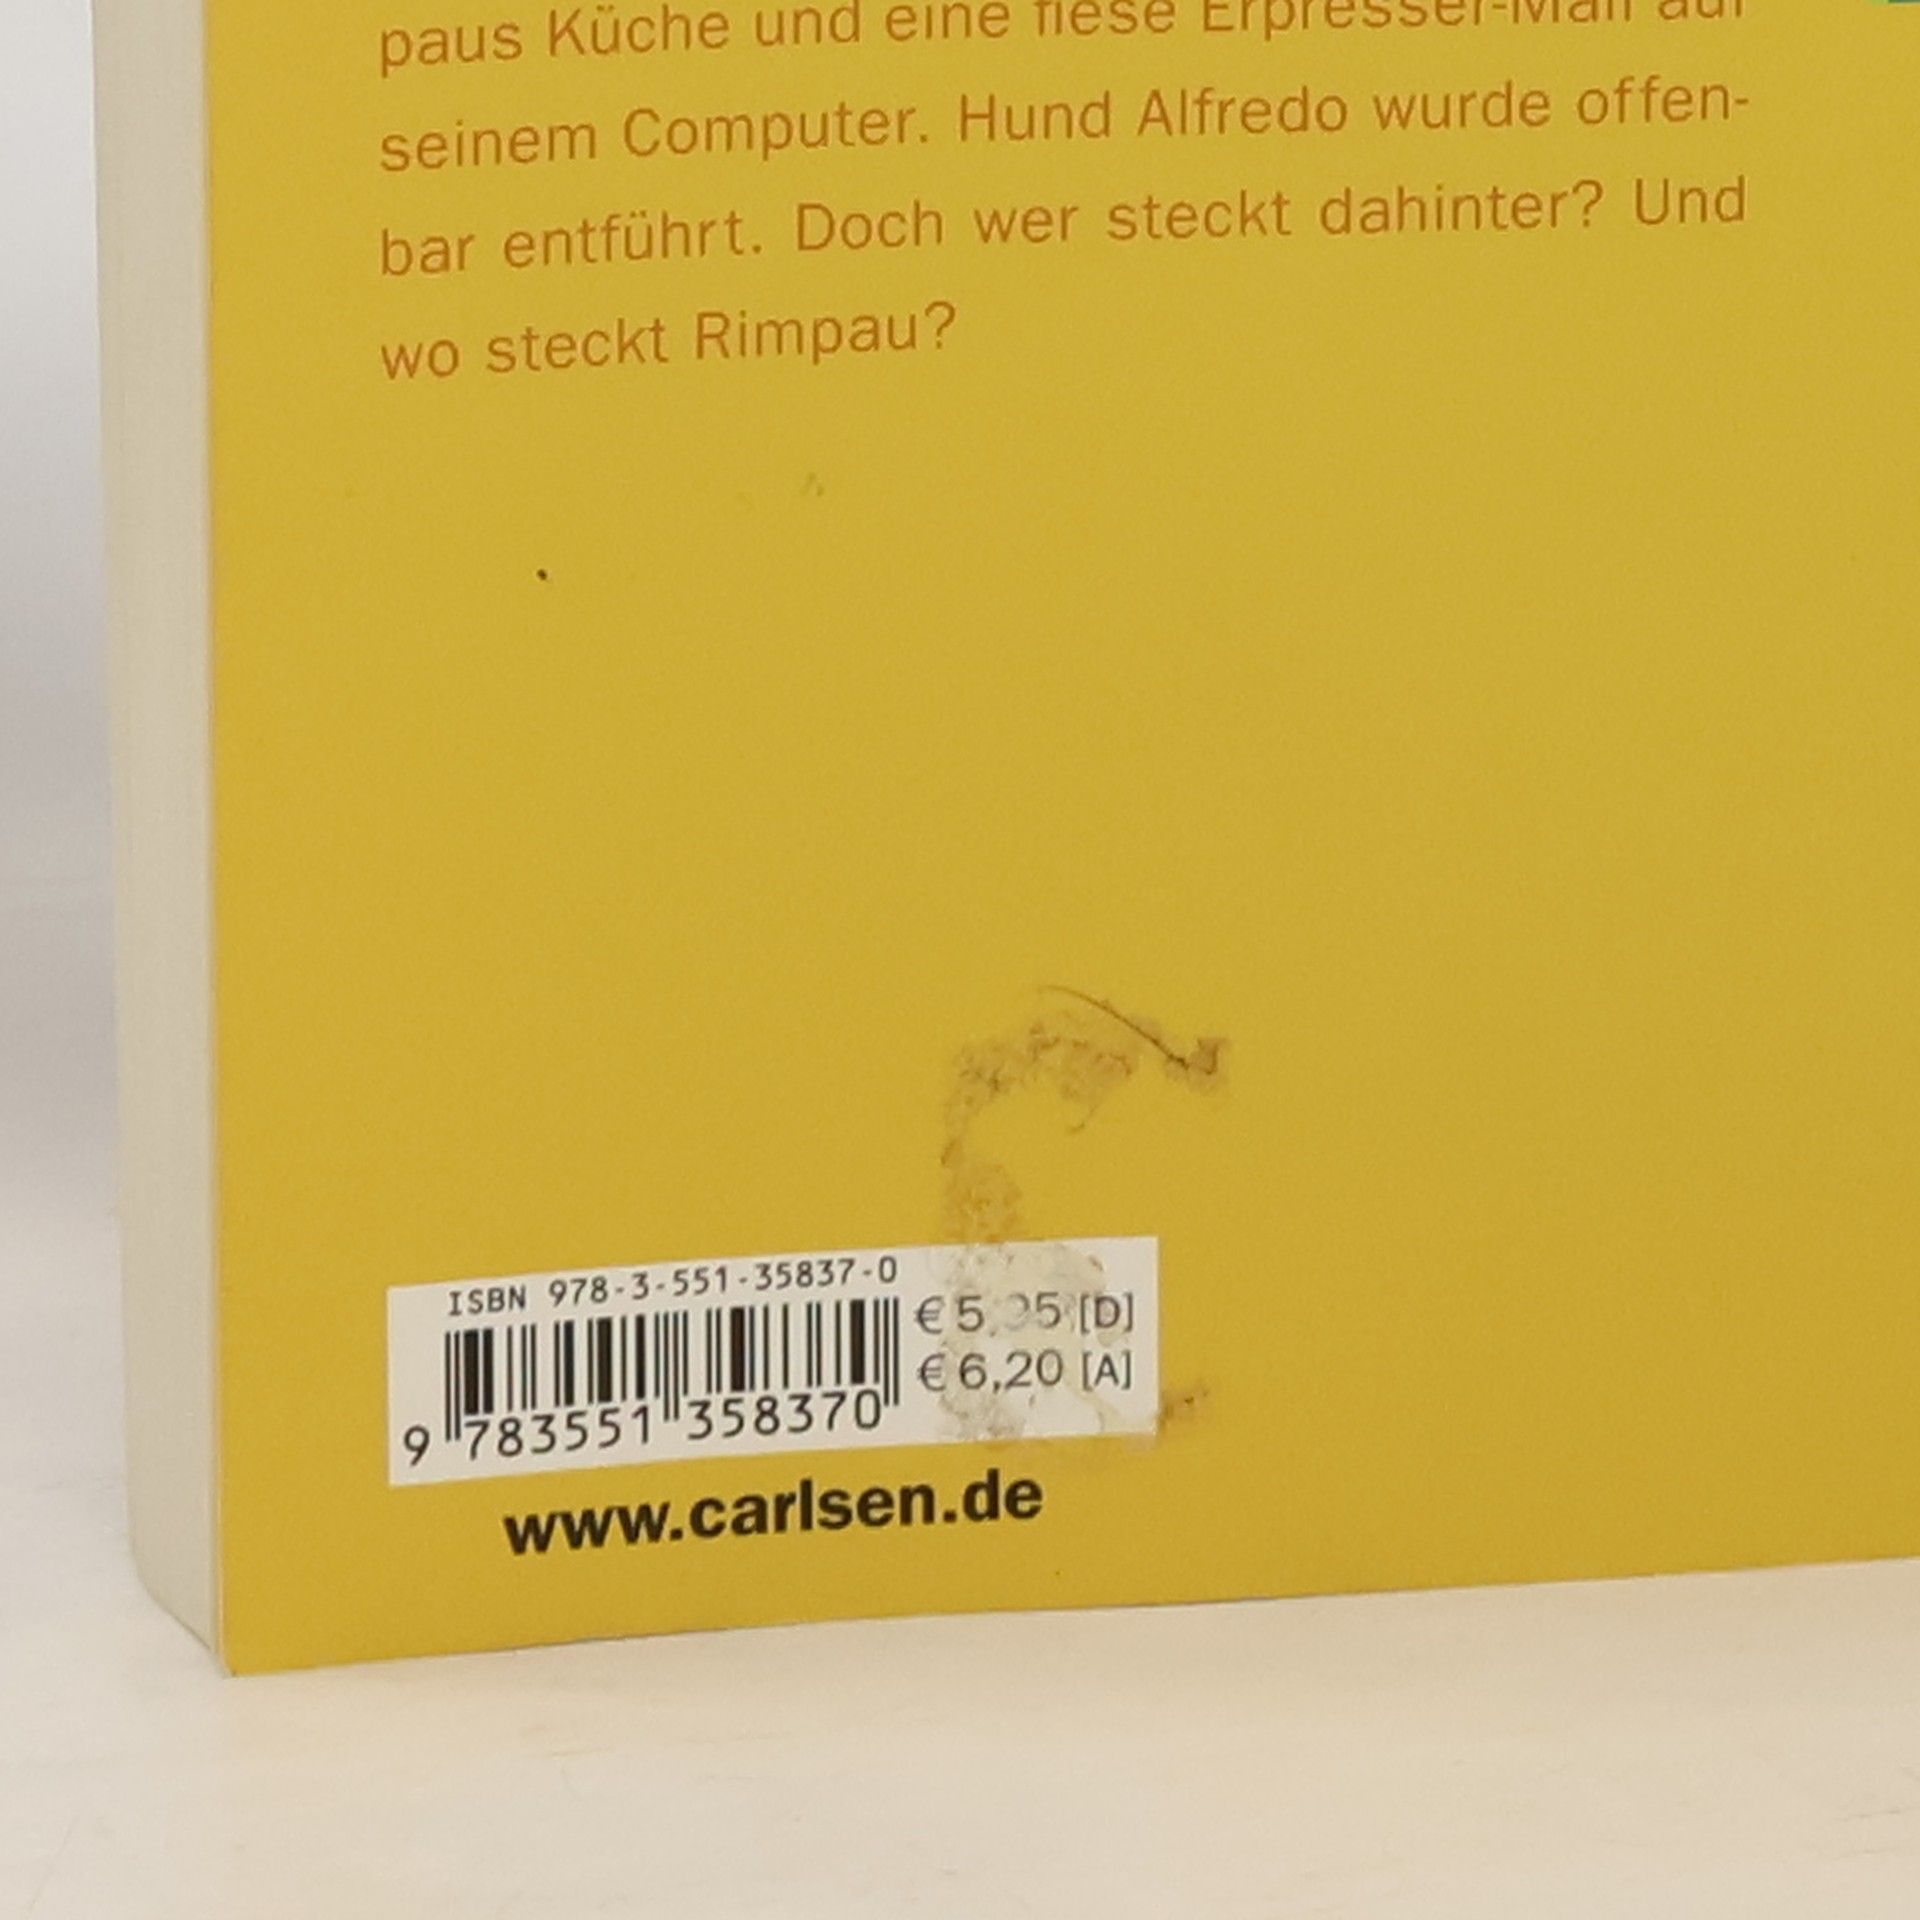 paus Küche und eine fiese Erpresser-Mail auf
seinem Computer. Hund Alfredo wurde offen-
bar entführt. Doch wer steckt dahinter? Und
wo steckt Rimpau?
ISBN 978-3-551-35837-0
€ 5,95 [D]
€ 6,20 [A]
9 783551 358370
www.carlsen.de